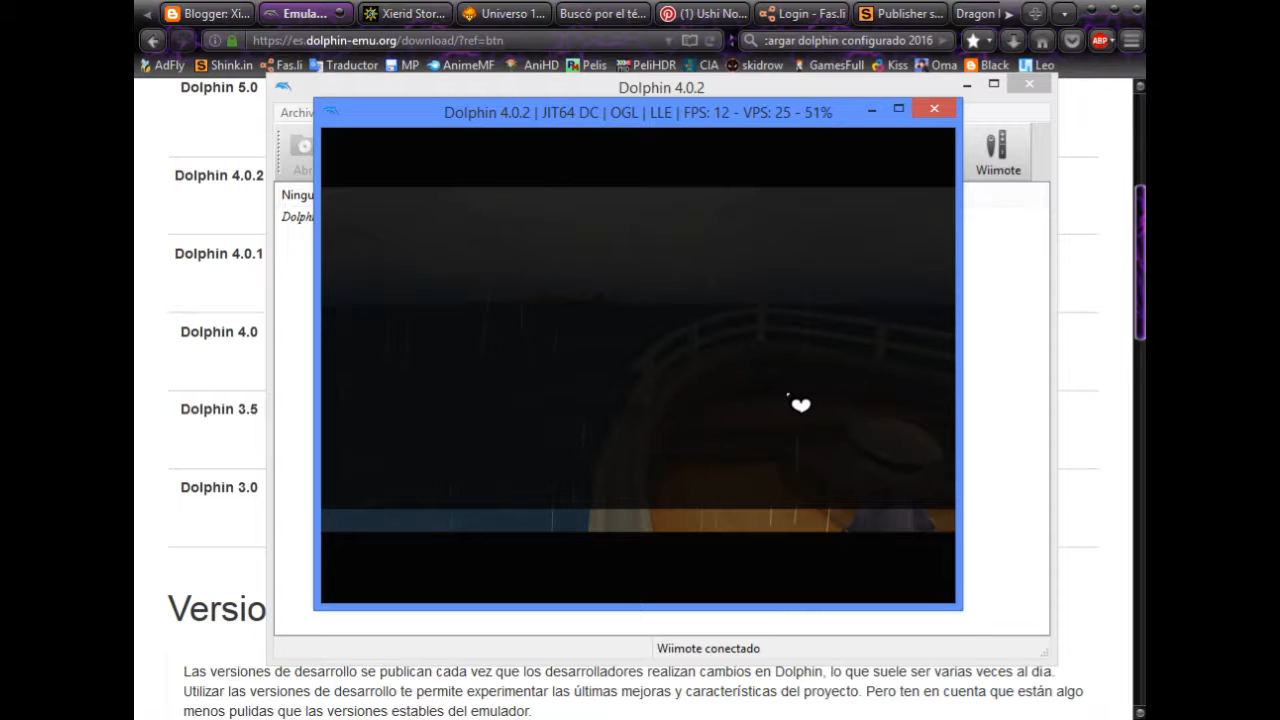 Blogger: Xi...
Emula...
Xierid Stor...
Universo 1...
Buscó por el té...
(1) Ushi No...
Login - Fas.li
Publisher s...
Dragon
https://es.dolphin-emu.org/download/?ref=btn
:argar dolphin configurado 2016
ABP
AdFly
Shink.in
Fas.li
Traductor
MP
AnimeMF
AniHD
Pelis
PeliHDR
CIA
skidrow
GamesFull
Kiss
Oma
Black
Leo
Dolphin 5.0
Dolphin 4.0.2
Dolphin 4.0.1
Dolphin 4.0
Dolphin 3.5
Dolphin 3.0
Dolphin 4.0.2
Archiv
Abr
Wiimote
Ningu
Dolphi
Dolphin 4.0.2 | JIT64 DC | OGL | LLE | FPS: 12 - VPS: 25 - 51%
Wiimote conectado
Versio
Las versiones de desarrollo se publican cada vez que los desarrolladores realizan cambios en Dolphin, lo que suele ser varias veces al día.
Utilizar las versiones de desarrollo te permite experimentar las últimas mejoras y características del proyecto. Pero ten en cuenta que están algo
menos pulidas que las versiones estables del emulador.